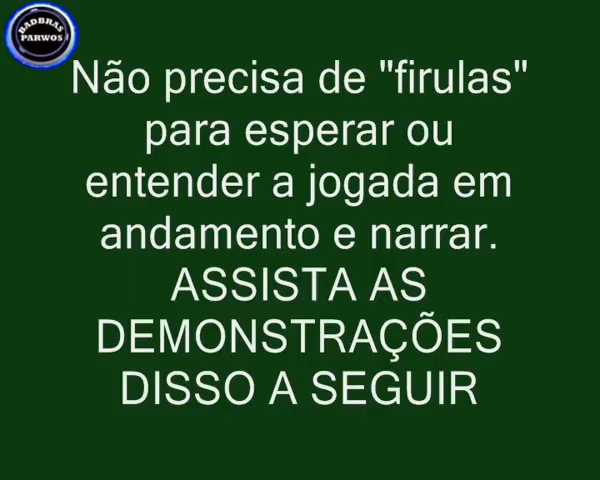 BADBRAS
PARWOS
Não precisa de "firulas"
para esperar ou
entender a jogada em
andamento e narrar.
ASSISTA AS
DEMONSTRAÇÕES
DISSO A SEGUIR